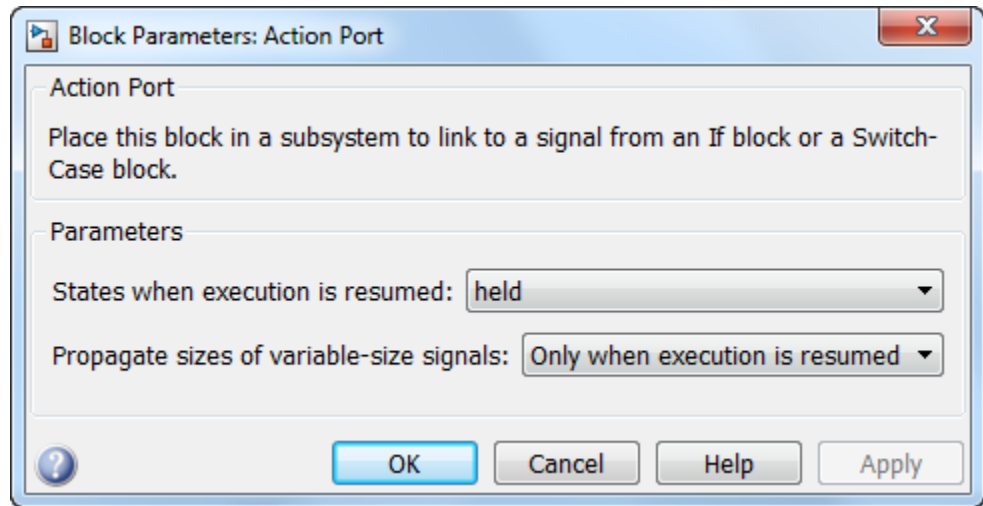 Block Parameters: Action Port
Action Port
Place this block in a subsystem to link to a signal from an If block or a Switch-
Case block.
Parameters
States when execution is resumed: held
Propagate sizes of variable-size signals: Only when execution is resumed
OK Cancel Help Apply